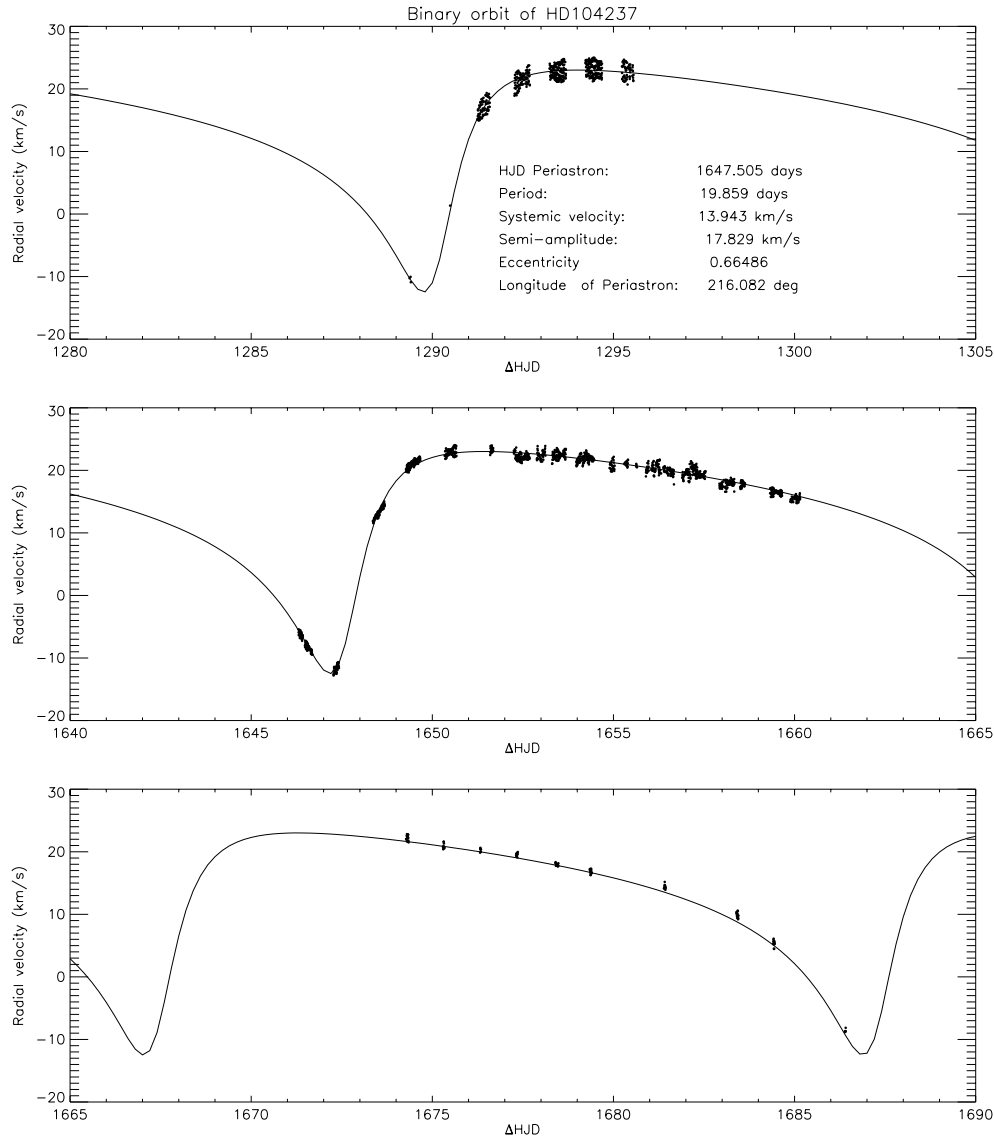 Binary orbit of HD104237
30
20
10
0
−10
−20
Radial velocity (km/s)
HJD Periastron: 1647.505 days
Period: 19.859 days
Systemic velocity: 13.943 km/s
Semi−amplitude: 17.829 km/s
Eccentricity 0.66486
Longitude of Periastron: 216.082 deg
1280 1285 1290 1295 1300 1305
ΔHJD
30
20
10
0
−10
−20
Radial velocity (km/s)
1640 1645 1650 1655 1660 1665
ΔHJD
30
20
10
0
−10
−20
Radial velocity (km/s)
1665 1670 1675 1680 1685 1690
ΔHJD